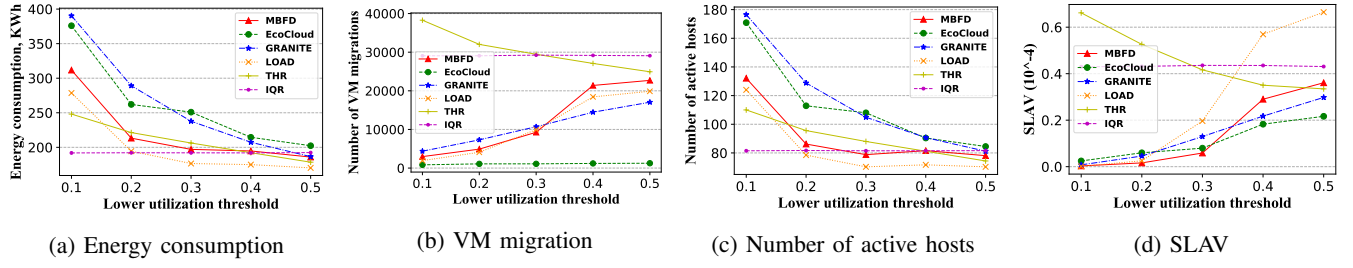 Energy consumption, KWh
400
350
300
250
200
0.1 0.2 0.3 0.4 0.5
Lower utilization threshold
MBFD
EcoCloud
GRANITE
LOAD
THR
IQR
(a) Energy consumption
Number of VM migrations
40000
30000
20000
10000
0
0.1 0.2 0.3 0.4 0.5
Lower utilization threshold
MBFD
EcoCloud
GRANITE
LOAD
THR
IQR
(b) VM migration
Number of active hosts
180
160
140
120
100
80
0.1 0.2 0.3 0.4 0.5
Lower utilization threshold
MBFD
EcoCloud
GRANITE
LOAD
THR
IQR
(c) Number of active hosts
SLAV (10^-4)
0.6
0.4
0.2
0.0
0.1 0.2 0.3 0.4 0.5
Lower utilization threshold
MBFD
EcoCloud
GRANITE
LOAD
THR
IQR
(d) SLAV